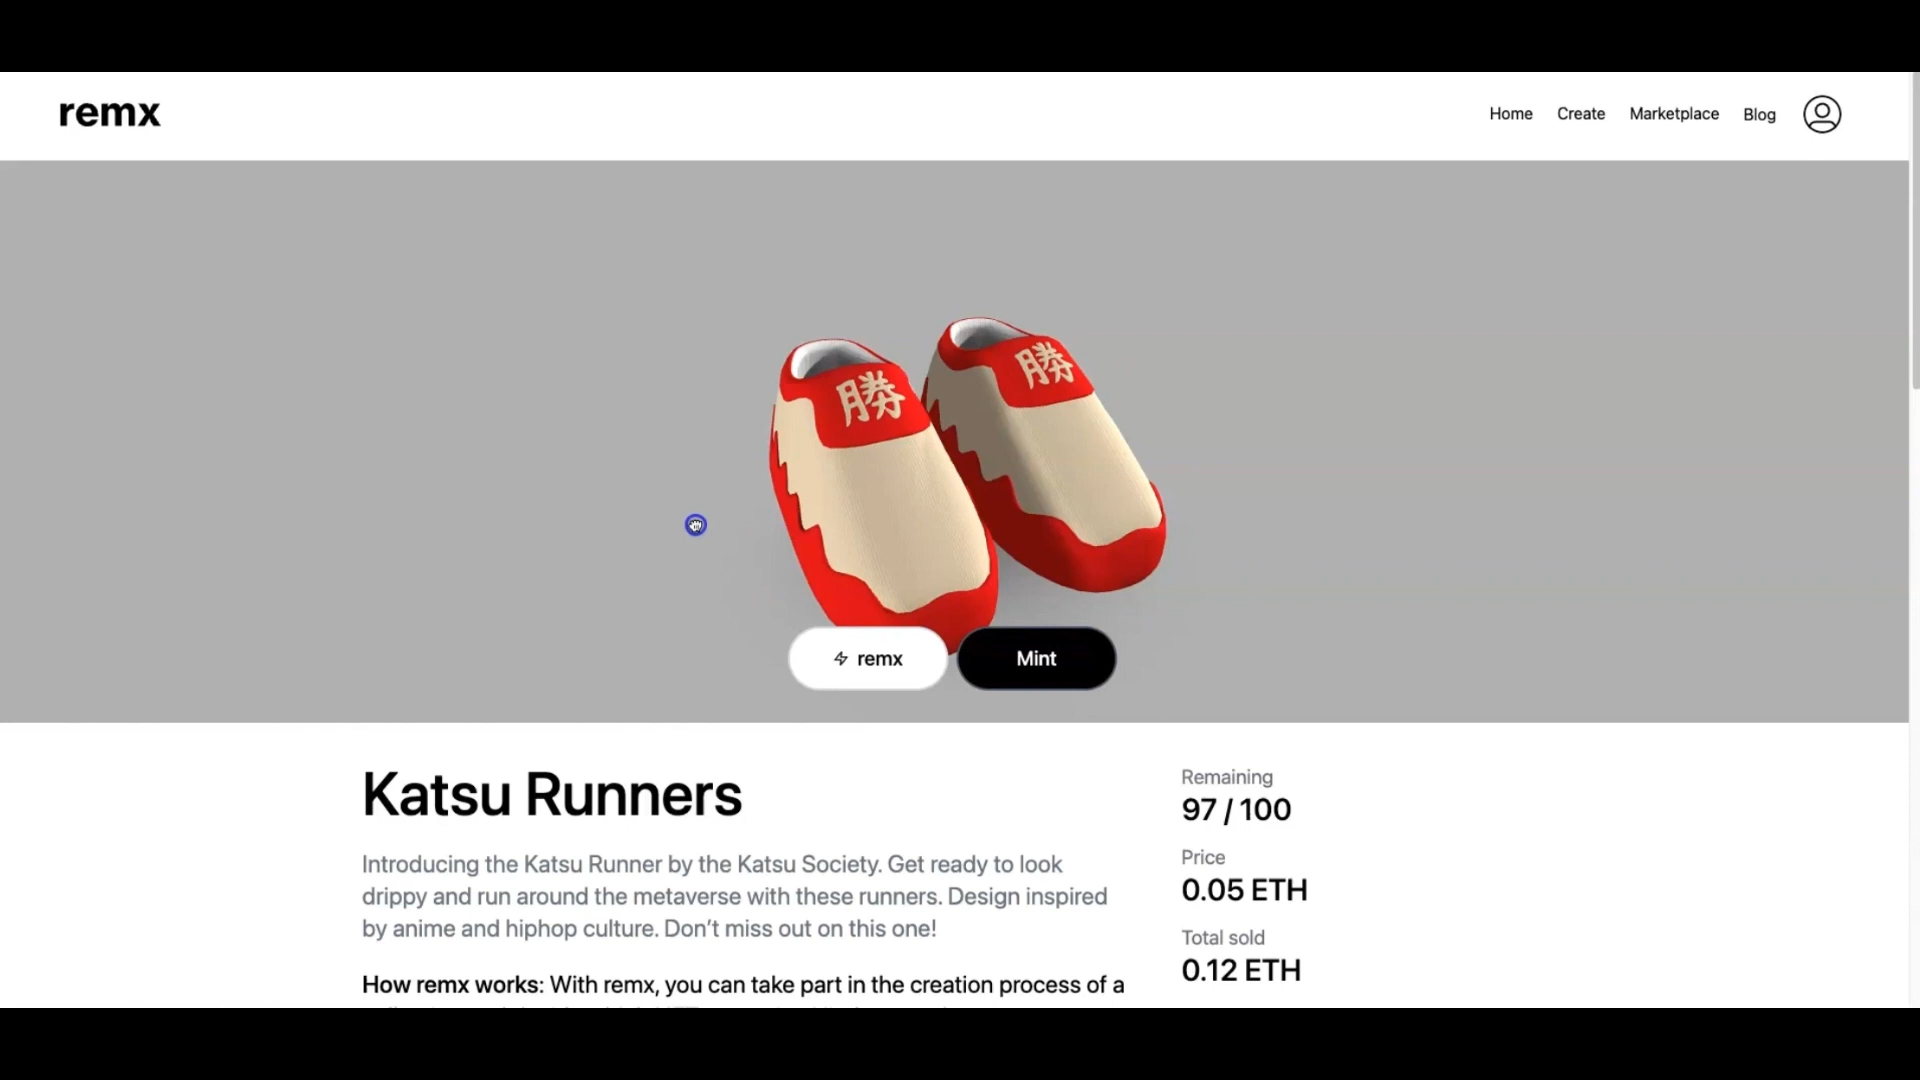 remx
Home Create Marketplace Blog
勝 勝
remx Mint
Katsu Runners
Introducing the Katsu Runner by the Katsu Society. Get ready to look
drippy and run around the metaverse with these runners. Design inspired
by anime and hiphop culture. Don't miss out on this one!
How remx works: With remx, you can take part in the creation process of a
Remaining
97 / 100
Price
0.05 ETH
Total sold
0.12 ETH